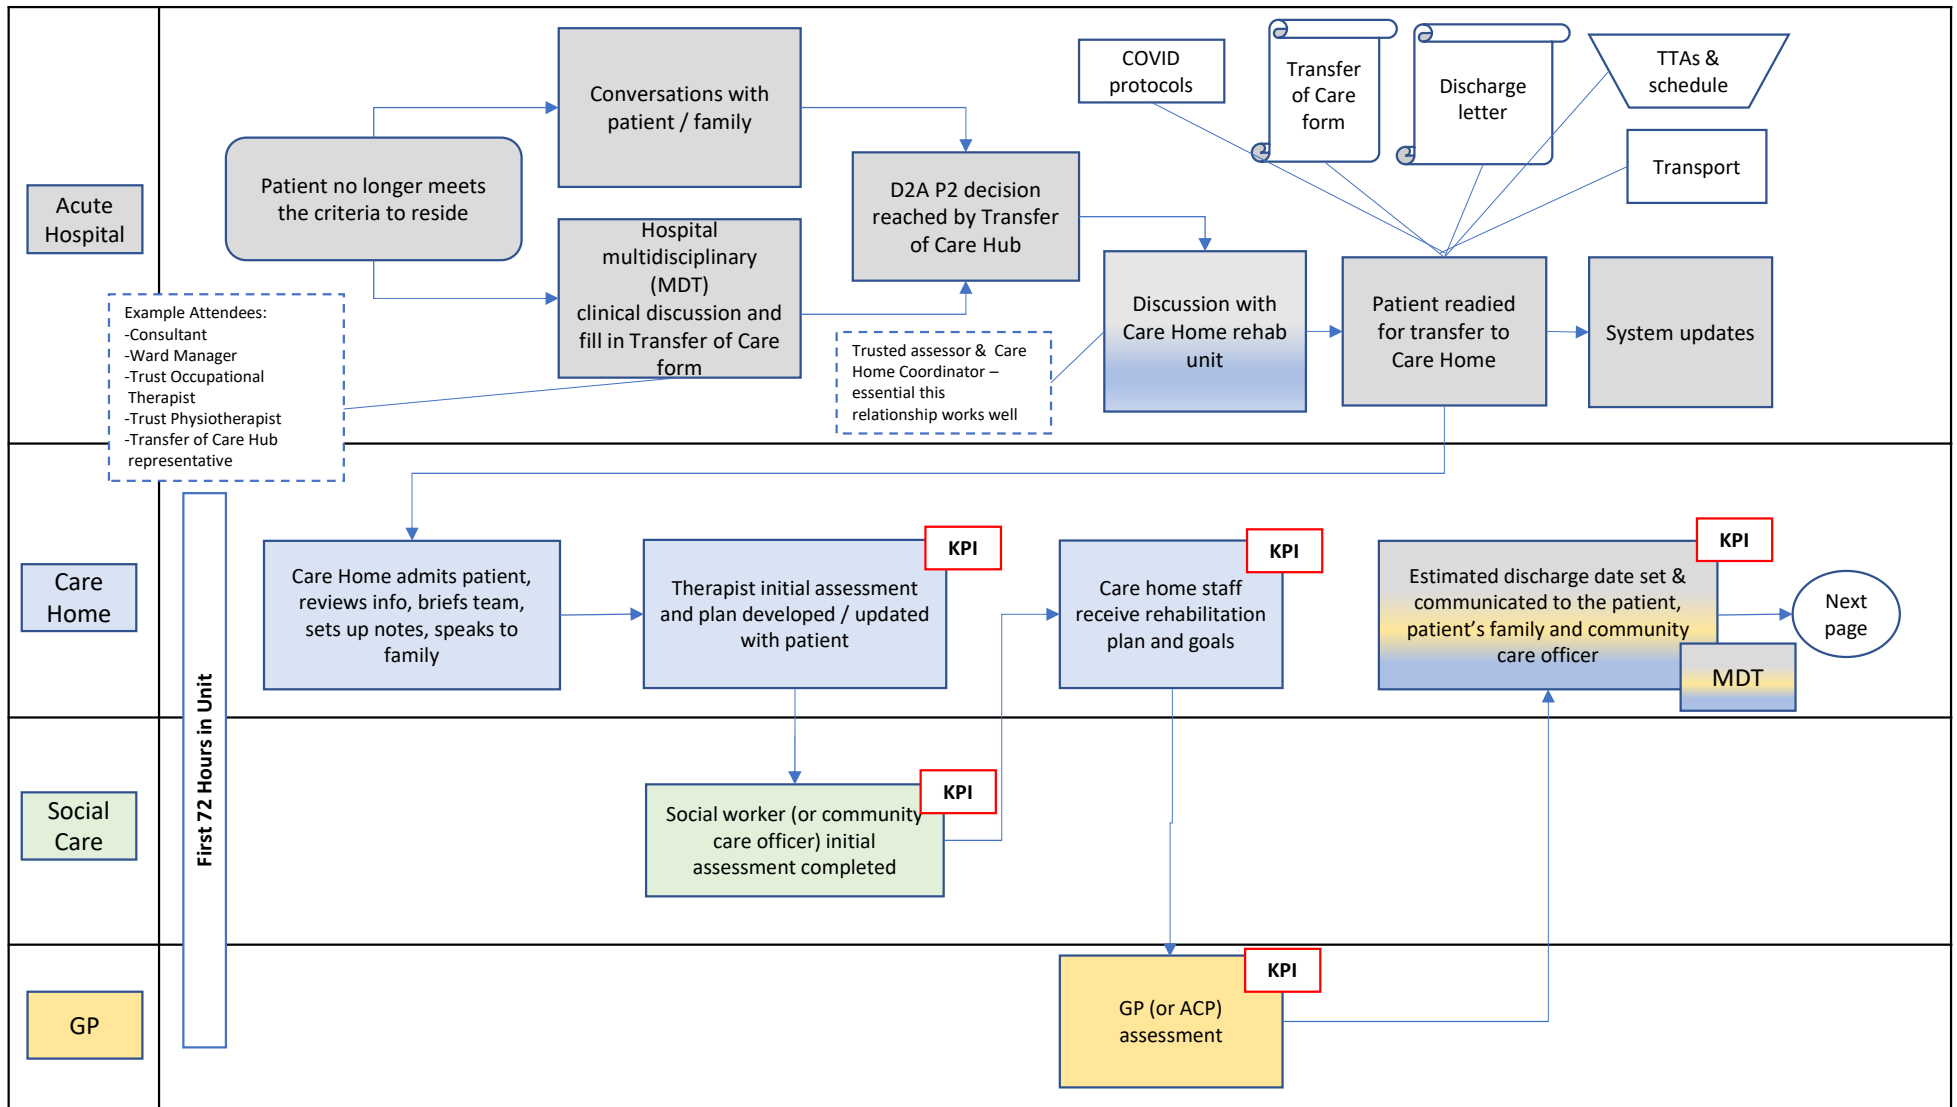 Acute
Hospital
Patient no longer meets
the criteria to reside
Conversations with
patient / family
Hospital
multidisciplinary
(MDT)
clinical discussion and
fill in Transfer of Care
form
Example Attendees:
-Consultant
-Ward Manager
-Trust Occupational
Therapist
-Trust Physiotherapist
-Transfer of Care Hub
representative
D2A P2 decision
reached by Transfer
of Care Hub
Trusted assessor & Care
Home Coordinator –
essential this
relationship works well
Discussion with
Care Home rehab
unit
COVID
protocols
Transfer
of Care
form
Discharge
letter
TTAs &
schedule
Transport
Patient readied
for transfer to
Care Home
System updates
First 72 Hours in Unit
Care
Home
Care Home admits patient,
reviews info, briefs team,
sets up notes, speaks to
family
KPI
Therapist initial assessment
and plan developed / updated
with patient
KPI
Care home staff
receive rehabilitation
plan and goals
KPI
Estimated discharge date set &
communicated to the patient,
patient's family and community
care officer
MDT
Next
page
Social
Care
KPI
Social worker (or community
care officer) initial
assessment completed
GP
KPI
GP (or ACP)
assessment